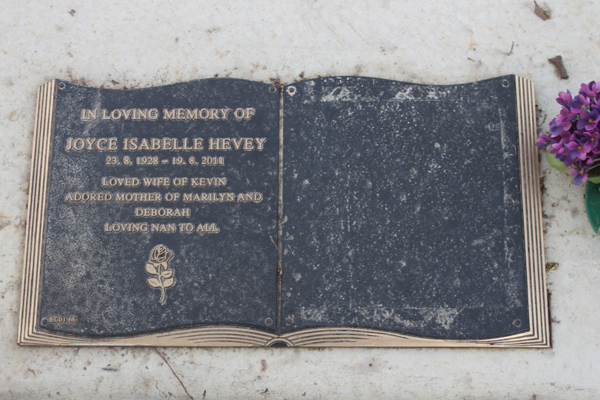 IN LOVING MEMORY OF
JOYCE ISABELLE HEVEY
23. 8. 1928 - 19. 8. 2011
LOVED WIFE OF KEVIN
ADORED MOTHER OF MARILYN AND
DEBORAH
LOVING NAN TO ALL